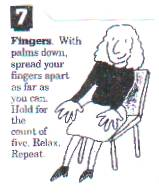 7
Fingers. With
palms down,
spread your
fingers apart
as far as
you can.
Hold for
the
count of
five. Relax.
Repeat.